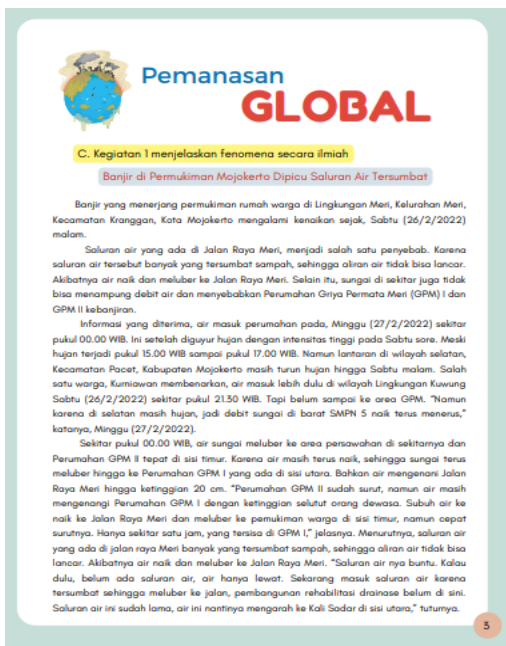 Pemanasan
GLOBAL
C. Kegiatan 1 menjelaskan fenomena secara ilmiah
Banjir di Permukiman Mojokerto Dipicu Saluran Air Tersumbat
Banjir yang menerjang permukiman rumah warga di Lingkungan Meri, Kelurahan Meri,
Kecamatan Kranggan, Kota Mojokerto mengalami kenaikan sejak, Sabtu (26/2/2022)
malam.
Saluran air yang ada di Jalan Raya Meri, menjadi salah satu penyebab. Karena
saluran air tersebut banyak yang tersumbat sampah, sehingga aliran air tidak bisa lancar.
Akibatnya air naik dan meluber ke Jalan Raya Meri. Selain itu, sungai di sekitar juga tidak
bisa menampung debit air dan menyebabkan Perumahan Griya Permata Meri (GPM) I dan
GPM II kebanjiran.
Informasi yang diterima, air masuk perumahan pada, Minggu (27/2/2022) sekitar
pukul 00.00 WIB. Ini setelah diguyur hujan dengan intensitas tinggi pada Sabtu sore. Meski
hujan terjadi pukul 15.00 WIB sampai pukul 17.00 WIB. Namun lantaran di wilayah selatan,
Kecamatan Pacet, Kabupaten Mojokerto masih turun hujan hingga Sabtu malam. Salah
satu warga, Kurniawan membenarkan, air masuk lebih dulu di wilayah Lingkungan Kuwung
Sabtu (26/2/2022) sekitar pukul 21.30 WIB. Tapi belum sampai ke area GPM. “Namun
karena di selatan masih hujan, jadi debit sungai di barat SMPN 5 naik terus menerus,”
katanya, Minggu (27/2/2022).
Sekitar pukul 00.00 WIB, air sungai meluber ke area persawahan di sekitarnya dan
Perumahan GPM II tepat di sisi timur. Karena air masih terus naik, sehingga sungai terus
meluber hingga ke Perumahan GPM I yang ada di sisi utara. Bahkan air mengenani Jalan
Raya Meri hingga ketinggian 20 cm. “Perumahan GPM II sudah surut, namun air masih
mengenangi Perumahan GPM I dengan ketinggian selutut orang dewasa. Subuh air ke
naik ke Jalan Raya Meri dan meluber ke pemukiman warga di sisi timur, namun cepat
surutnya. Hanya sekitar satu jam, yang tersisa di GPM I,” jelasnya. Menurutnya, saluran air
yang ada di jalan raya Meri banyak yang tersumbat sampah, sehingga aliran air tidak bisa
lancar. Akibatnya air naik dan meluber ke Jalan Raya Meri. “Saluran air nya buntu. Kalau
dulu, belum ada saluran air, air hanya lewat. Sekarang masuk saluran air karena
tersumbat sehingga meluber ke jalan, pembangunan rehabilitasi drainase belum di sini.
Saluran air ini sudah lama, air ini nantinya mengarah ke Kali Sadar di sisi utara,” tuturnya.
3